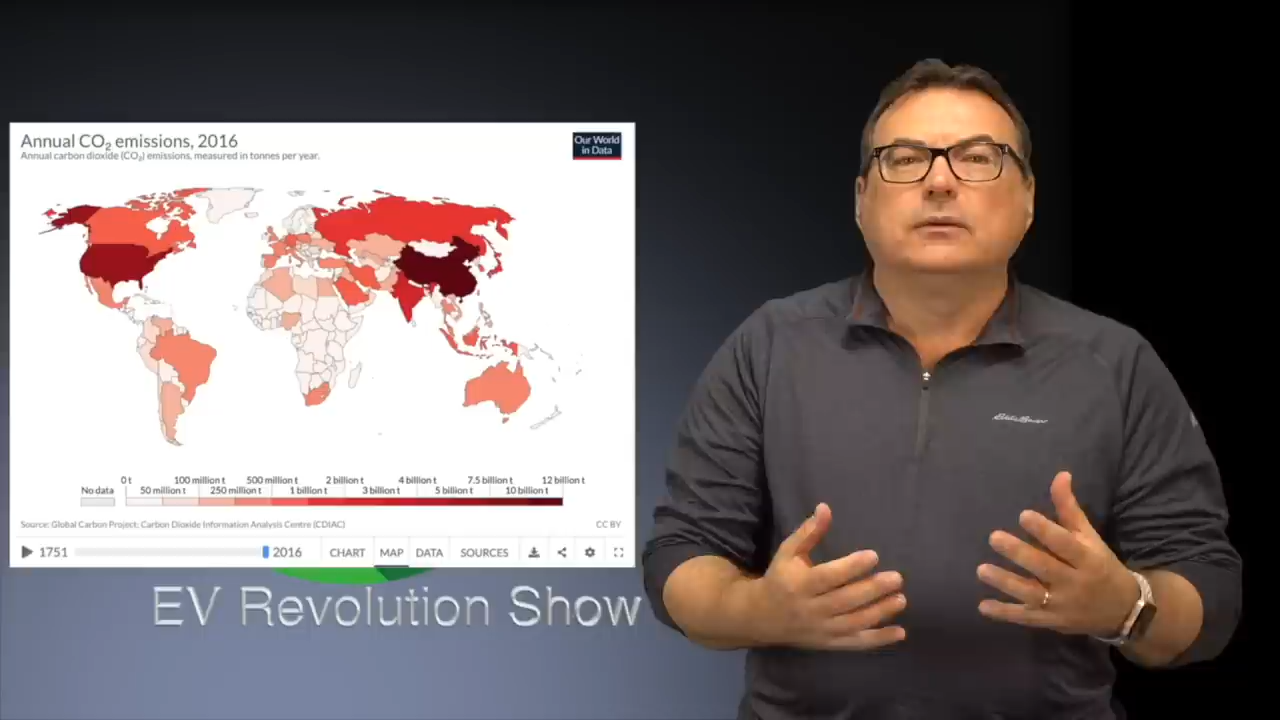 Annual CO₂ emissions, 2016
Annual carbon dioxide (CO₂) emissions, measured in tonnes per year.
Our World
in Data
0 t 100 million t 500 million t 2 billion t 4 billion t 7.5 billion t 12 billion t
No data 50 million t 250 million t 1 billion t 3 billion t 5 billion t 10 billion t
Source: Global Carbon Project; Carbon Dioxide Information Analysis Centre (CDIAC)
CC BY
1751 2016 CHART MAP DATA SOURCES
EV Revolution Show
Eddie Bauer